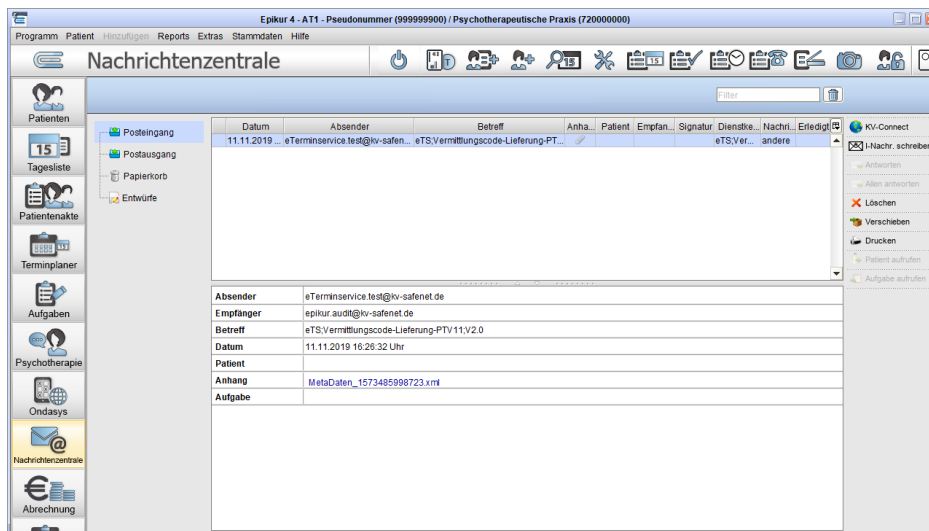 Epikur 4 - AT1 - Pseudonummer (999999900) / Psychotherapeutische Praxis (720000000)
Programm Patient Hinzufügen Reports Extras Stammdaten Hilfe
Nachrichtenzentrale
Filter
Patienten
Tagesliste
Patientenakte
Terminplaner
Aufgaben
Psychotherapie
Ondasys
Nachrichtenzentrale
Abrechnung
Posteingang
Postausgang
Papierkorb
Entwürfe
Datum Absender Betreff Anha... Patient Empfan... Signatur Dienstke... Nachri... Erledigt
11.11.2019 ... eTerminservice.test@kv-safen... eTS;Vermittlungscode-Lieferung-PT... eTS;Ver... andere
Absender eTerminservice.test@kv-safenet.de
Empfänger epikur.audit@kv-safenet.de
Betreff eTS;Vermittlungscode-Lieferung-PTV11;V2.0
Datum 11.11.2019 16:26:32 Uhr
Patient
Anhang MetaDaten_1573485998723.xml
Aufgabe
KV-Connect
I-Nachr. schreiben
Antworten
Allen antworten
Löschen
Verschieben
Drucken
Patient aufrufen
Aufgabe aufrufen